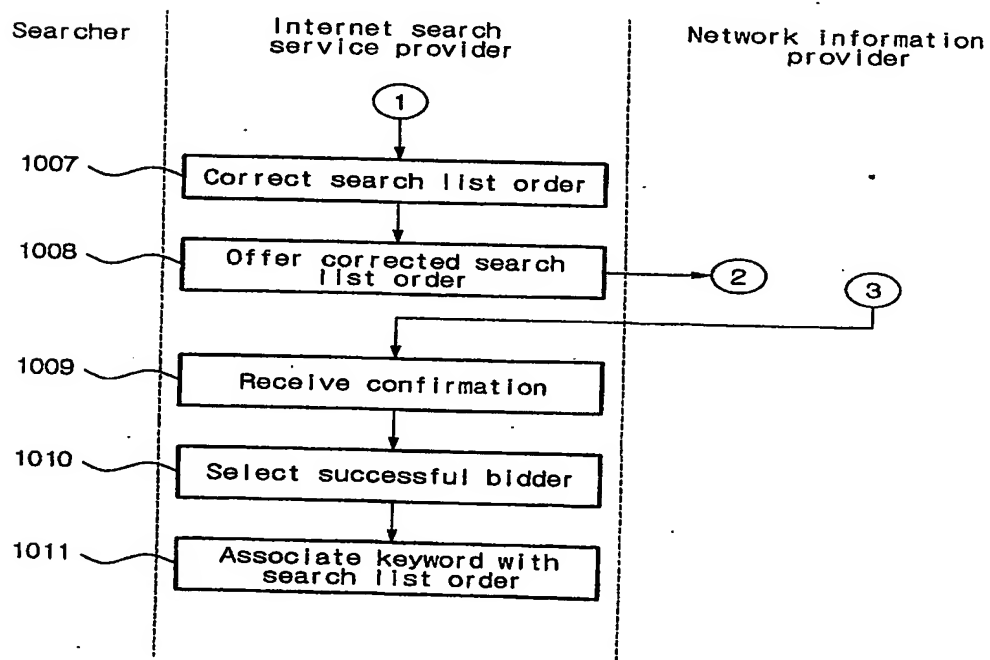 Searcher
Internet search
service provider
Network information
provider
1
1007
Correct search list order
1008
Offer corrected search
list order
2
3
1009
Receive confirmation
1010
Select successful bidder
1011
Associate keyword with
search list order